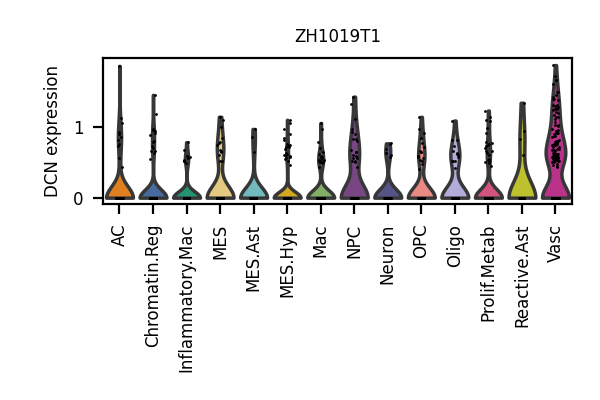 ZH1019T1
DCN expression
1
0
AC
Chromatin.Reg
Inflammatory.Mac
MES
MES.Ast
MES.Hyp
Mac
NPC
Neuron
OPC
Oligo
Prolif.Metab
Reactive.Ast
Vasc